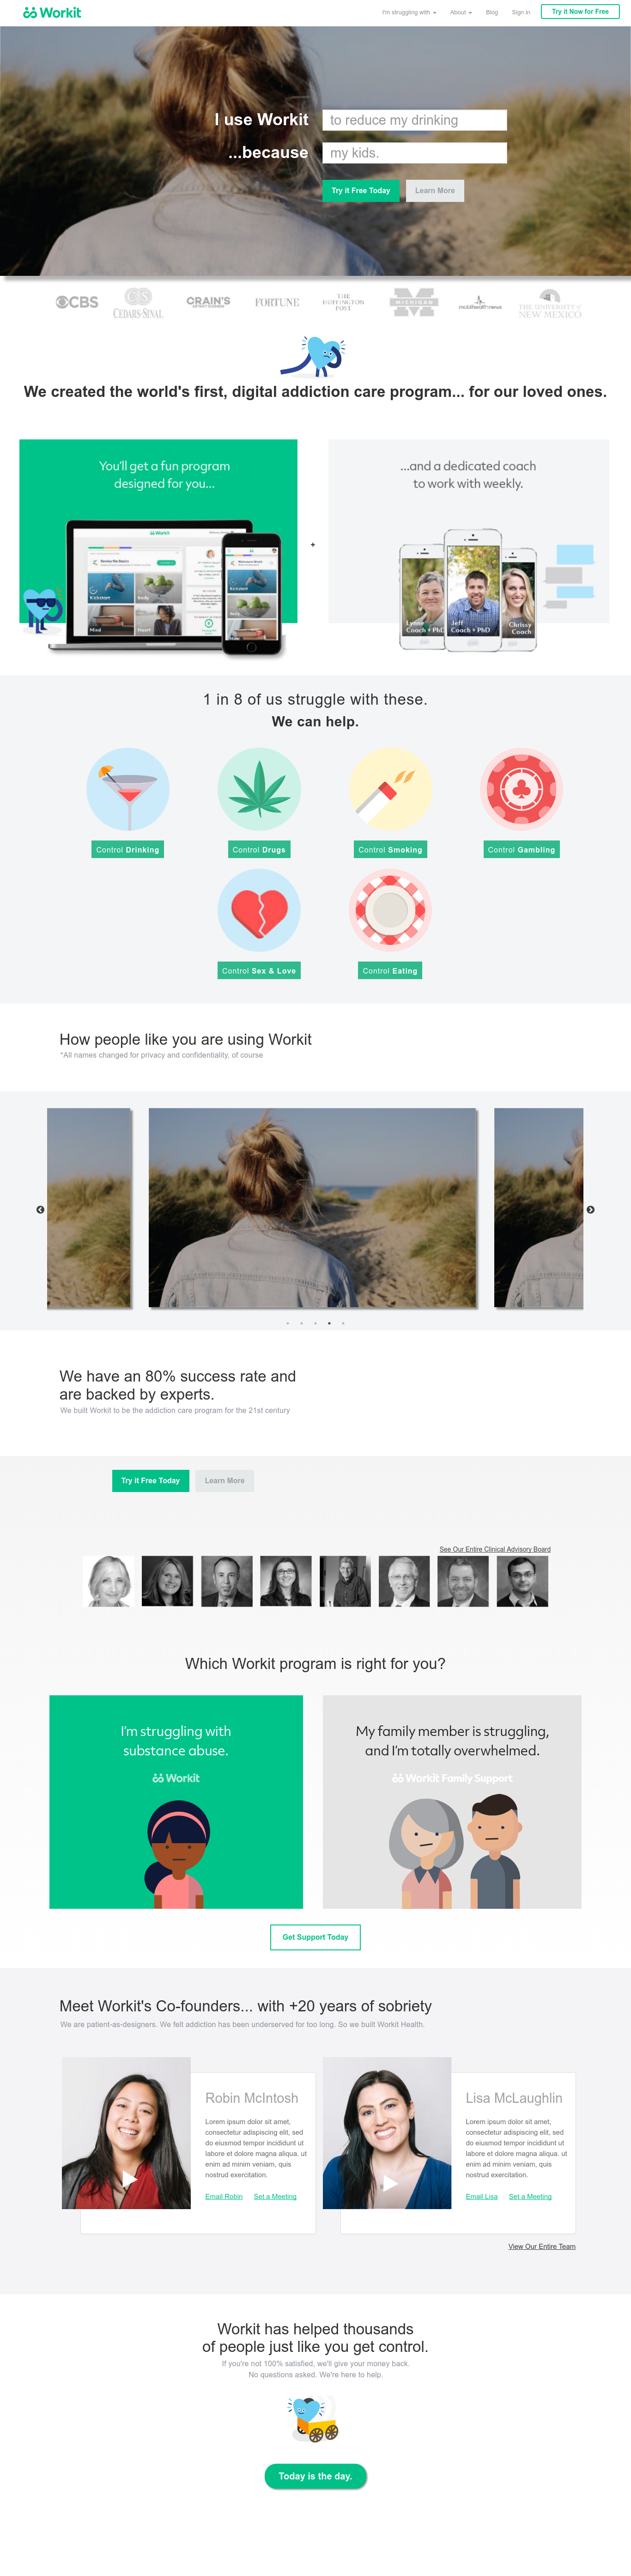 Workit
I'm struggling with
About
Blog
Sign in
Try it Now for Free
I use Workit
to reduce my drinking
...because
my kids.
Try it Free Today
Learn More
CBS
CEDARS-SINAI
CRAIN'S
FORTUNE
THE
HUFFINGTON
POST
MICHIGAN
mobihealthnews
THE UNIVERSITY of
NEW MEXICO
We created the world's first, digital addiction care program... for our loved ones.
You'll get a fun program
designed for you...
Workit
Review the Basics
Kickstart
Body
Mind
Heart
Kickstart
Body
+
...and a dedicated coach
to work with weekly.
Lynne
Coach + PhD
Jeff
Coach + PhD
Chrissy
Coach
1 in 8 of us struggle with these.
We can help.
Control Drinking
Control Drugs
Control Smoking
Control Gambling
Control Sex & Love
Control Eating
How people like you are using Workit
*All names changed for privacy and confidentiality, of course
We have an 80% success rate and
are backed by experts.
We built Workit to be the addiction care program for the 21st century
Try it Free Today
Learn More
See Our Entire Clinical Advisory Board
Which Workit program is right for you?
I'm struggling with
substance abuse.
Workit
My family member is struggling,
and I'm totally overwhelmed.
Workit Family Support
Get Support Today
Meet Workit's Co-founders... with +20 years of sobriety
We are patient-as-designers. We felt addiction has been underserved for too long. So we built Workit Health.
Robin McIntosh
Lorem ipsum dolor sit amet,
consectetur adipiscing elit, sed
do eiusmod tempor incididunt ut
labore et dolore magna aliqua. ut
enim ad minim veniam, quis
nostrud exercitation.
Email Robin
Set a Meeting
Lisa McLaughlin
Lorem ipsum dolor sit amet,
consectetur adipiscing elit, sed
do eiusmod tempor incididunt ut
labore et dolore magna aliqua. ut
enim ad minim veniam, quis
nostrud exercitation.
Email Lisa
Set a Meeting
View Our Entire Team
Workit has helped thousands
of people just like you get control.
If you're not 100% satisfied, we'll give your money back.
No questions asked. We're here to help.
Today is the day.